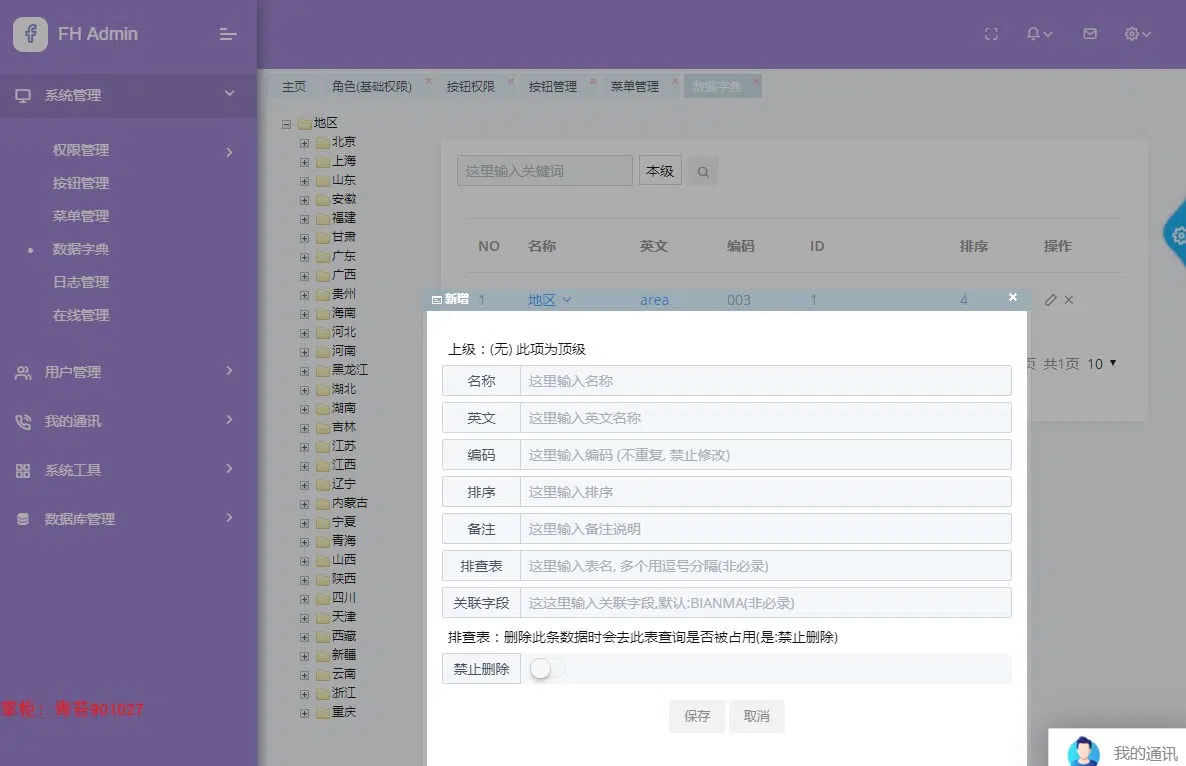 FH Admin
系统管理
权限管理
按钮管理
菜单管理
数据字典
日志管理
在线管理
用户管理
我的通讯
系统工具
数据库管理
掌柜：青苔901027
主页 角色(基础权限) 按钮权限 按钮管理 菜单管理 数据字典
地区
北京
上海
山东
安徽
福建
甘肃
广东
广西
贵州
海南
河北
河南
黑龙江
湖北
湖南
吉林
江苏
江西
辽宁
内蒙古
宁夏
青海
山西
陕西
四川
天津
西藏
新疆
云南
浙江
重庆
这里输入关键词 本级
NO 名称 英文 编码 ID 排序 操作
1 地区 area 003 1 4
页 共1页 10
新增
上级：(无) 此项为顶级
名称 这里输入名称
英文 这里输入英文名称
编码 这里输入编码 (不重复, 禁止修改)
排序 这里输入排序
备注 这里输入备注说明
排查表 这里输入表名, 多个用逗号分隔(非必录)
关联字段 这这里输入关联字段,默认:BIANMA(非必录)
排查表：删除此条数据时会去此表查询是否被占用(是:禁止删除)
禁止删除
保存 取消
我的通讯